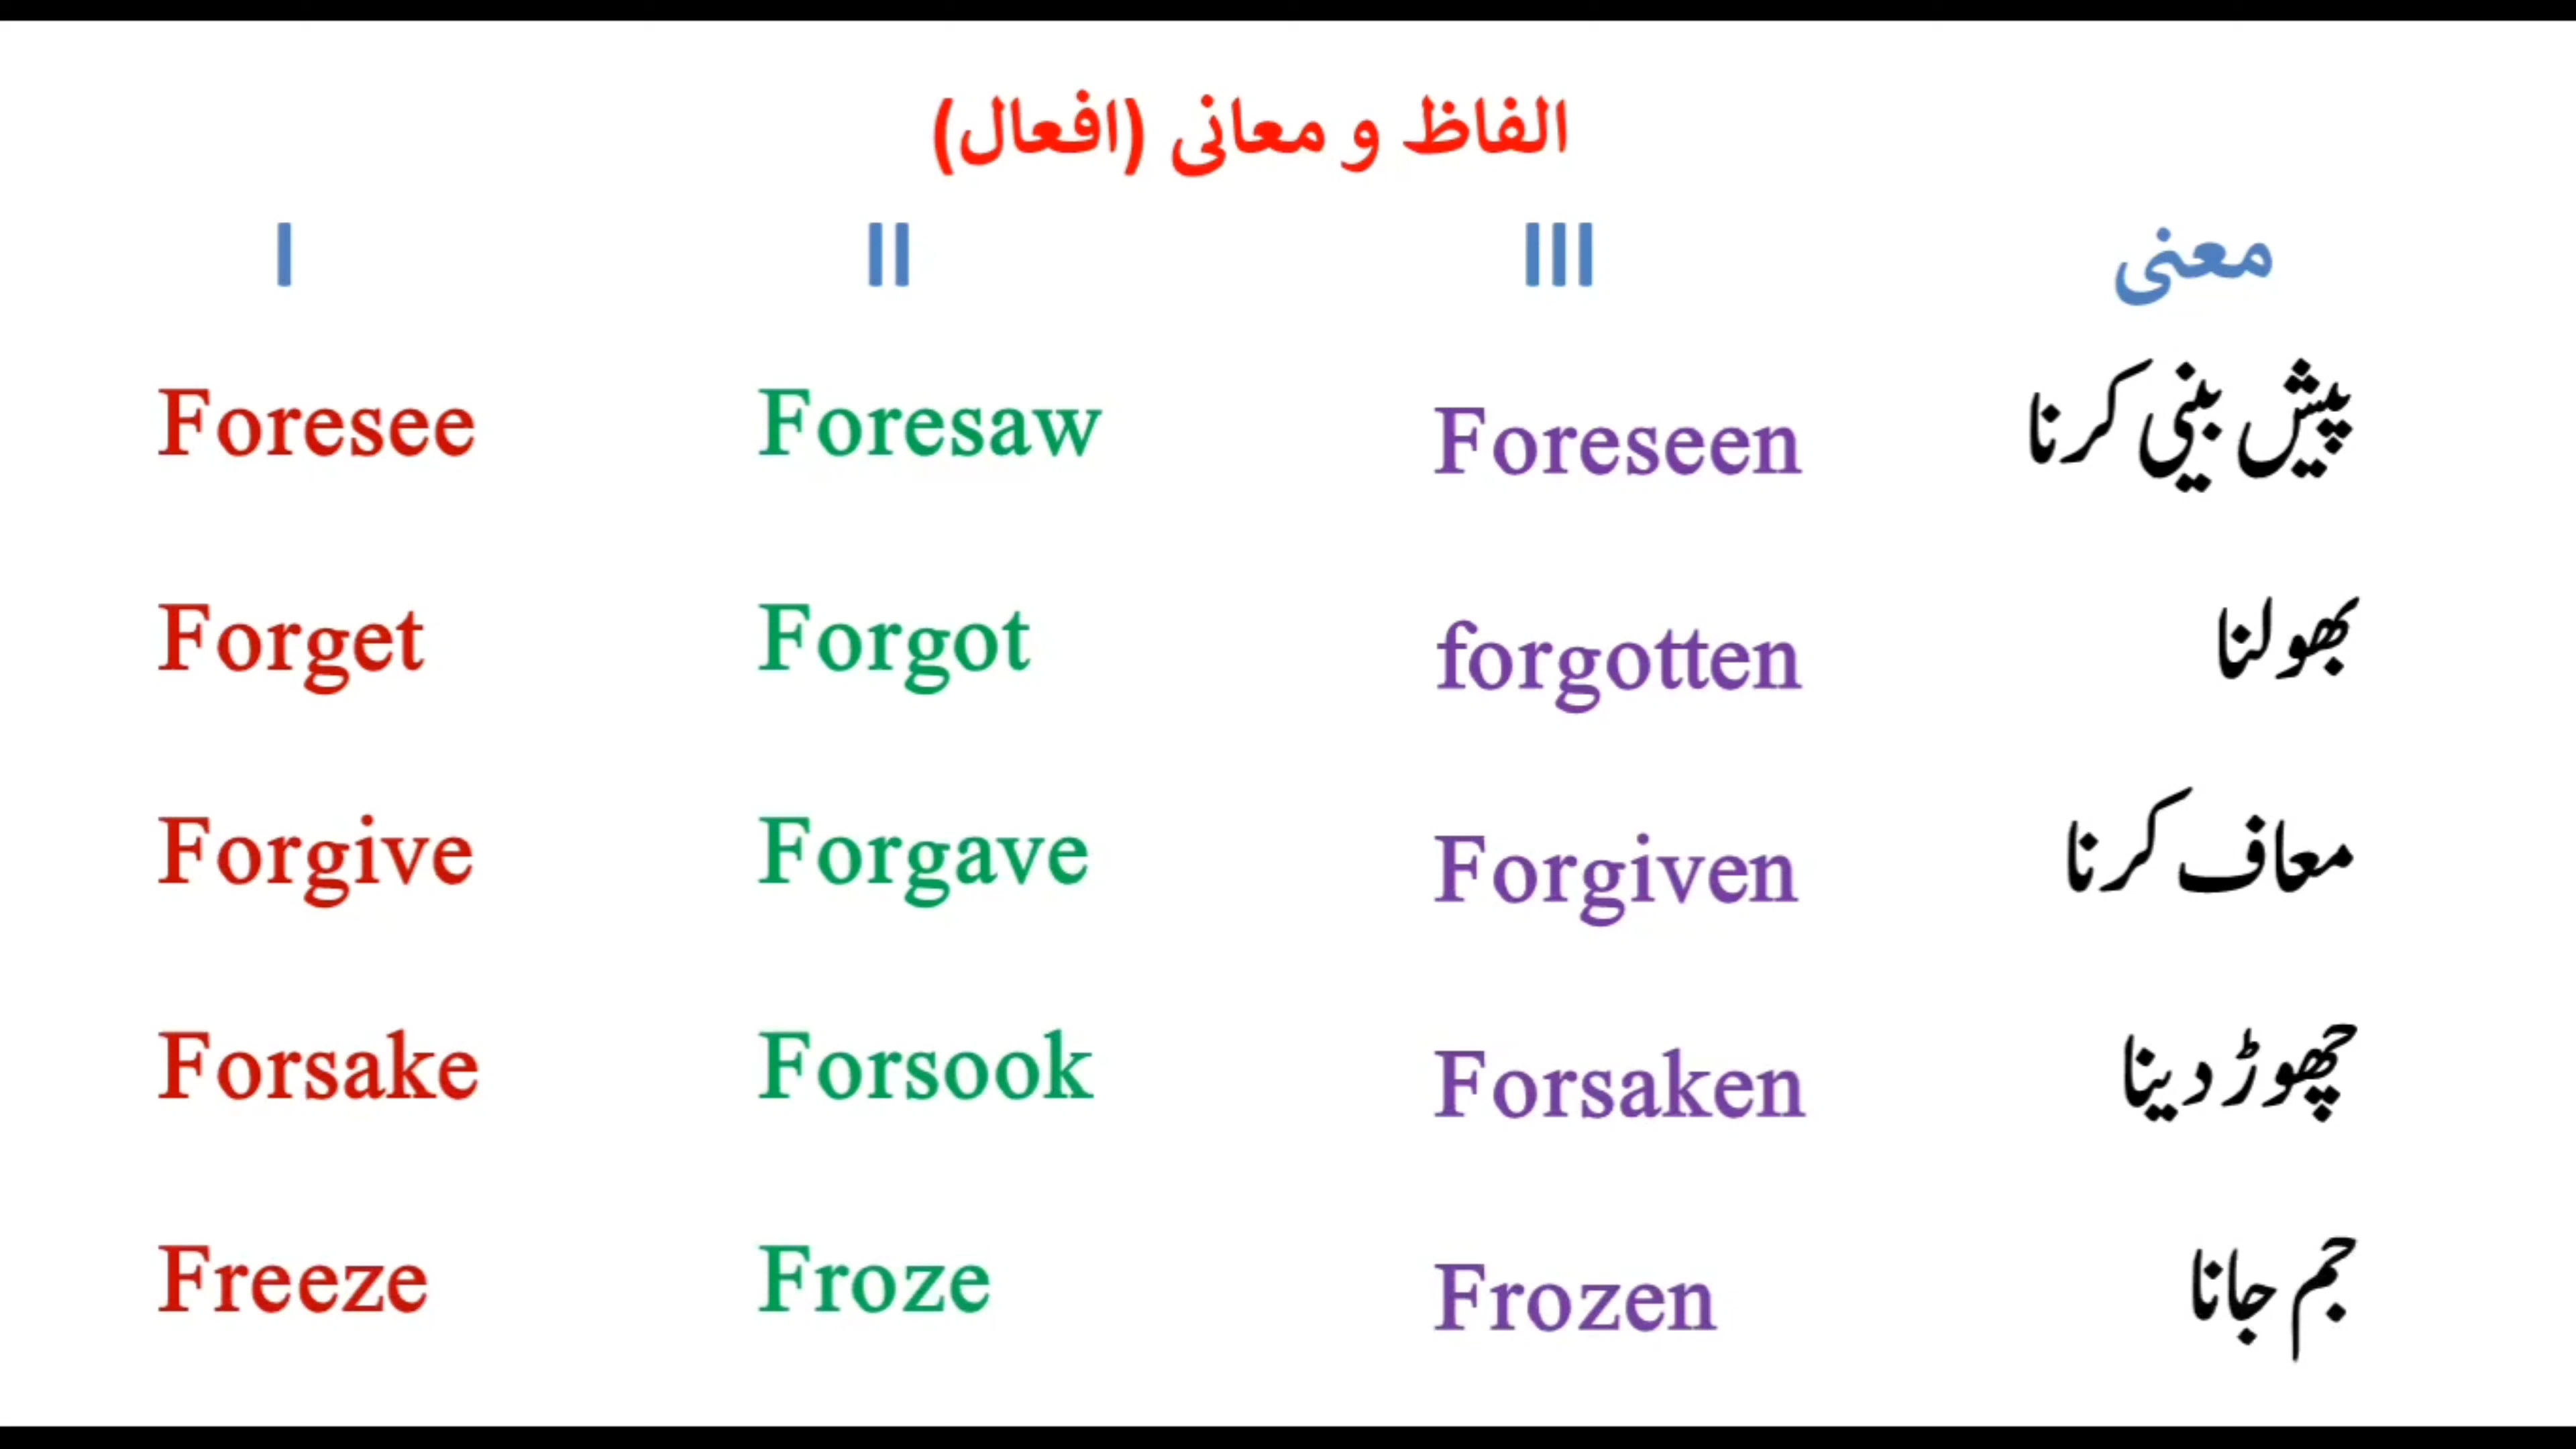 الفاظ و معانی (افعال)
I II III معنی
Foresee Foresaw Foreseen پیش بینی کرنا
Forget Forgot forgotten بھولنا
Forgive Forgave Forgiven معاف کرنا
Forsake Forsook Forsaken چھوڑ دینا
Freeze Froze Frozen جم جانا